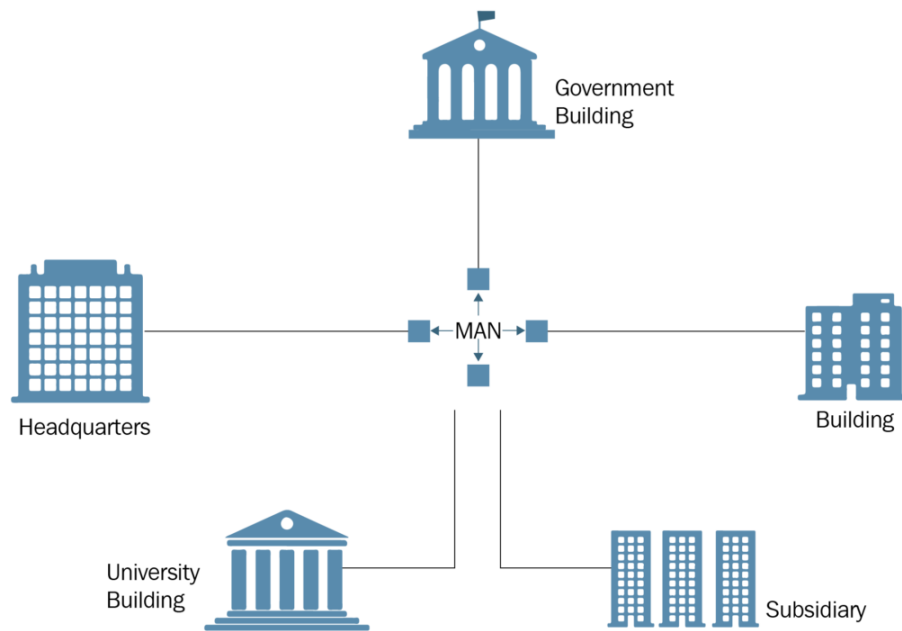 Government
Building
MAN
Headquarters
Building
University
Building
Subsidiary